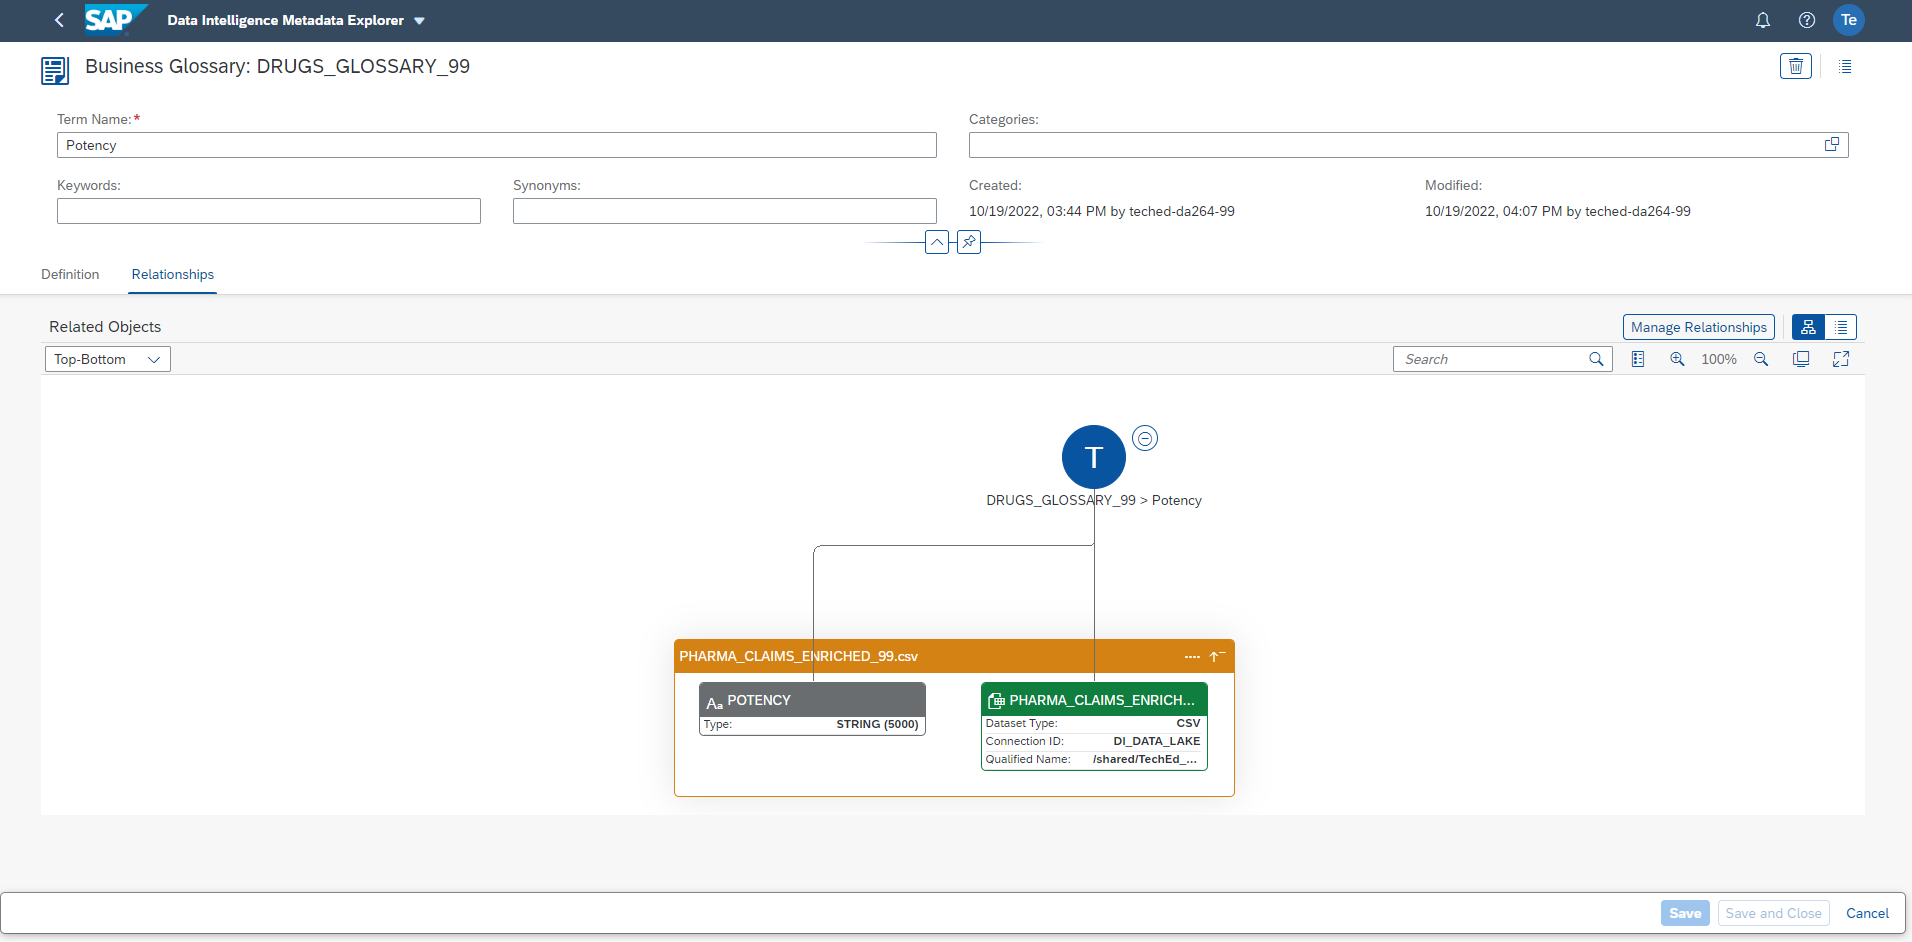 SAP Data Intelligence Metadata Explorer Te
Business Glossary: DRUGS_GLOSSARY_99
Term Name:* Categories:
Potency
Keywords: Synonyms: Created: Modified:
10/19/2022, 03:44 PM by teched-da264-99 10/19/2022, 04:07 PM by teched-da264-99
Definition Relationships
Related Objects Manage Relationships
Top-Bottom Search 100%
T
DRUGS_GLOSSARY_99 > Potency
PHARMA_CLAIMS_ENRICHED_99.csv
Aa POTENCY PHARMA_CLAIMS_ENRICH...
Type: STRING (5000) Dataset Type: CSV
Connection ID: DI_DATA_LAKE
Qualified Name: /shared/TechEd_...
Save Save and Close Cancel